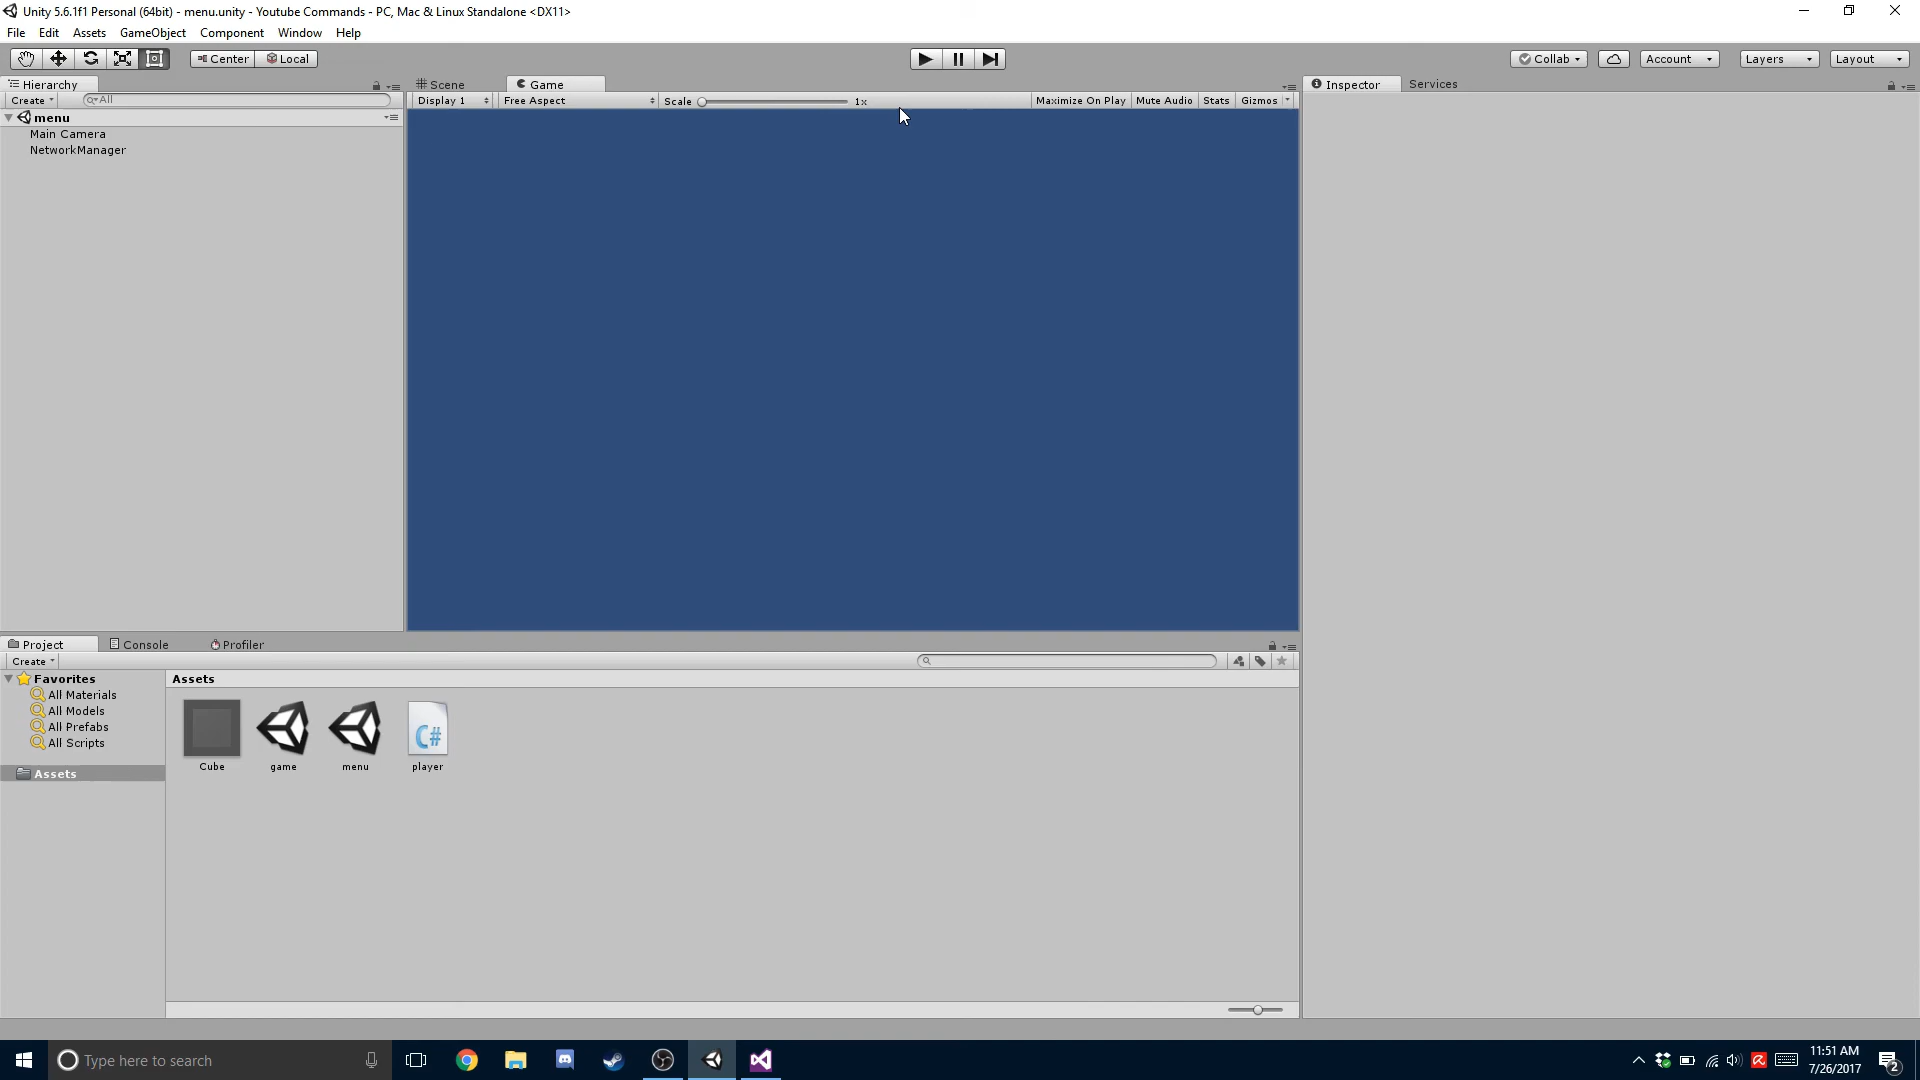 Unity 5.6.1f1 Personal (64bit) - menu.unity - Youtube Commands - PC, Mac & Linux Standalone <DX11>
File Edit Assets GameObject Component Window Help
Center Local Collab Account Layers Layout
Hierarchy Scene Game Inspector Services
Create All Display 1 Free Aspect Scale 1x Maximize On Play Mute Audio Stats Gizmos
menu
Main Camera
NetworkManager
Project Console Profiler
Create
Favorites Assets
All Materials
All Models
All Prefabs
All Scripts
Assets
C#
Cube game menu player
Type here to search
11:51 AM
7/26/2017
2